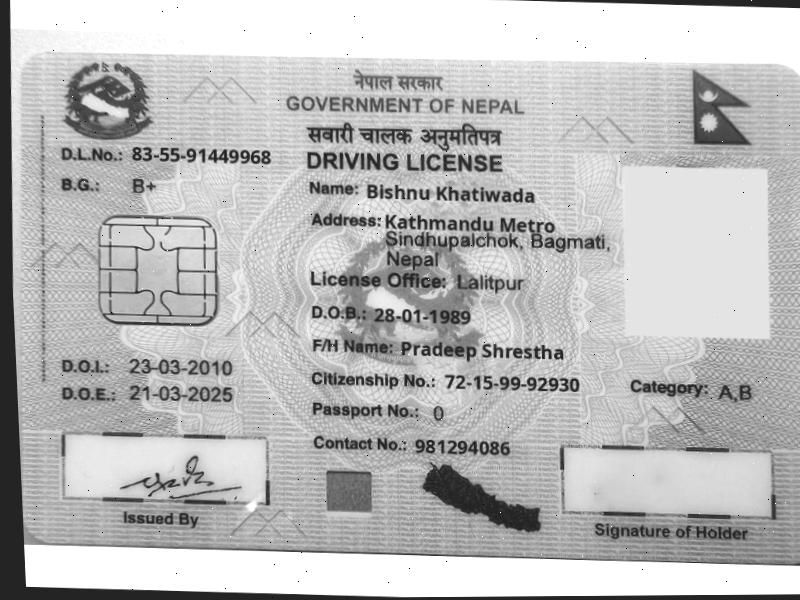 नेपाल सरकार
GOVERNMENT OF NEPAL
सवारी चालक अनुमतिपत्र
DRIVING LICENSE
D.L.No.: 83-55-91449968
B.G.: B+
Name: Bishnu Khatiwada
Address: Kathmandu Metro
Sindhupalchok, Bagmati,
Nepal
License Office: Lalitpur
D.O.B.: 28-01-1989
F/H Name: Pradeep Shrestha
D.O.I.: 23-03-2010
D.O.E.: 21-03-2025
Citizenship No.: 72-15-99-92930
Category: A,B
Passport No.: 0
Contact No.: 981294086
Issued By
Signature of Holder